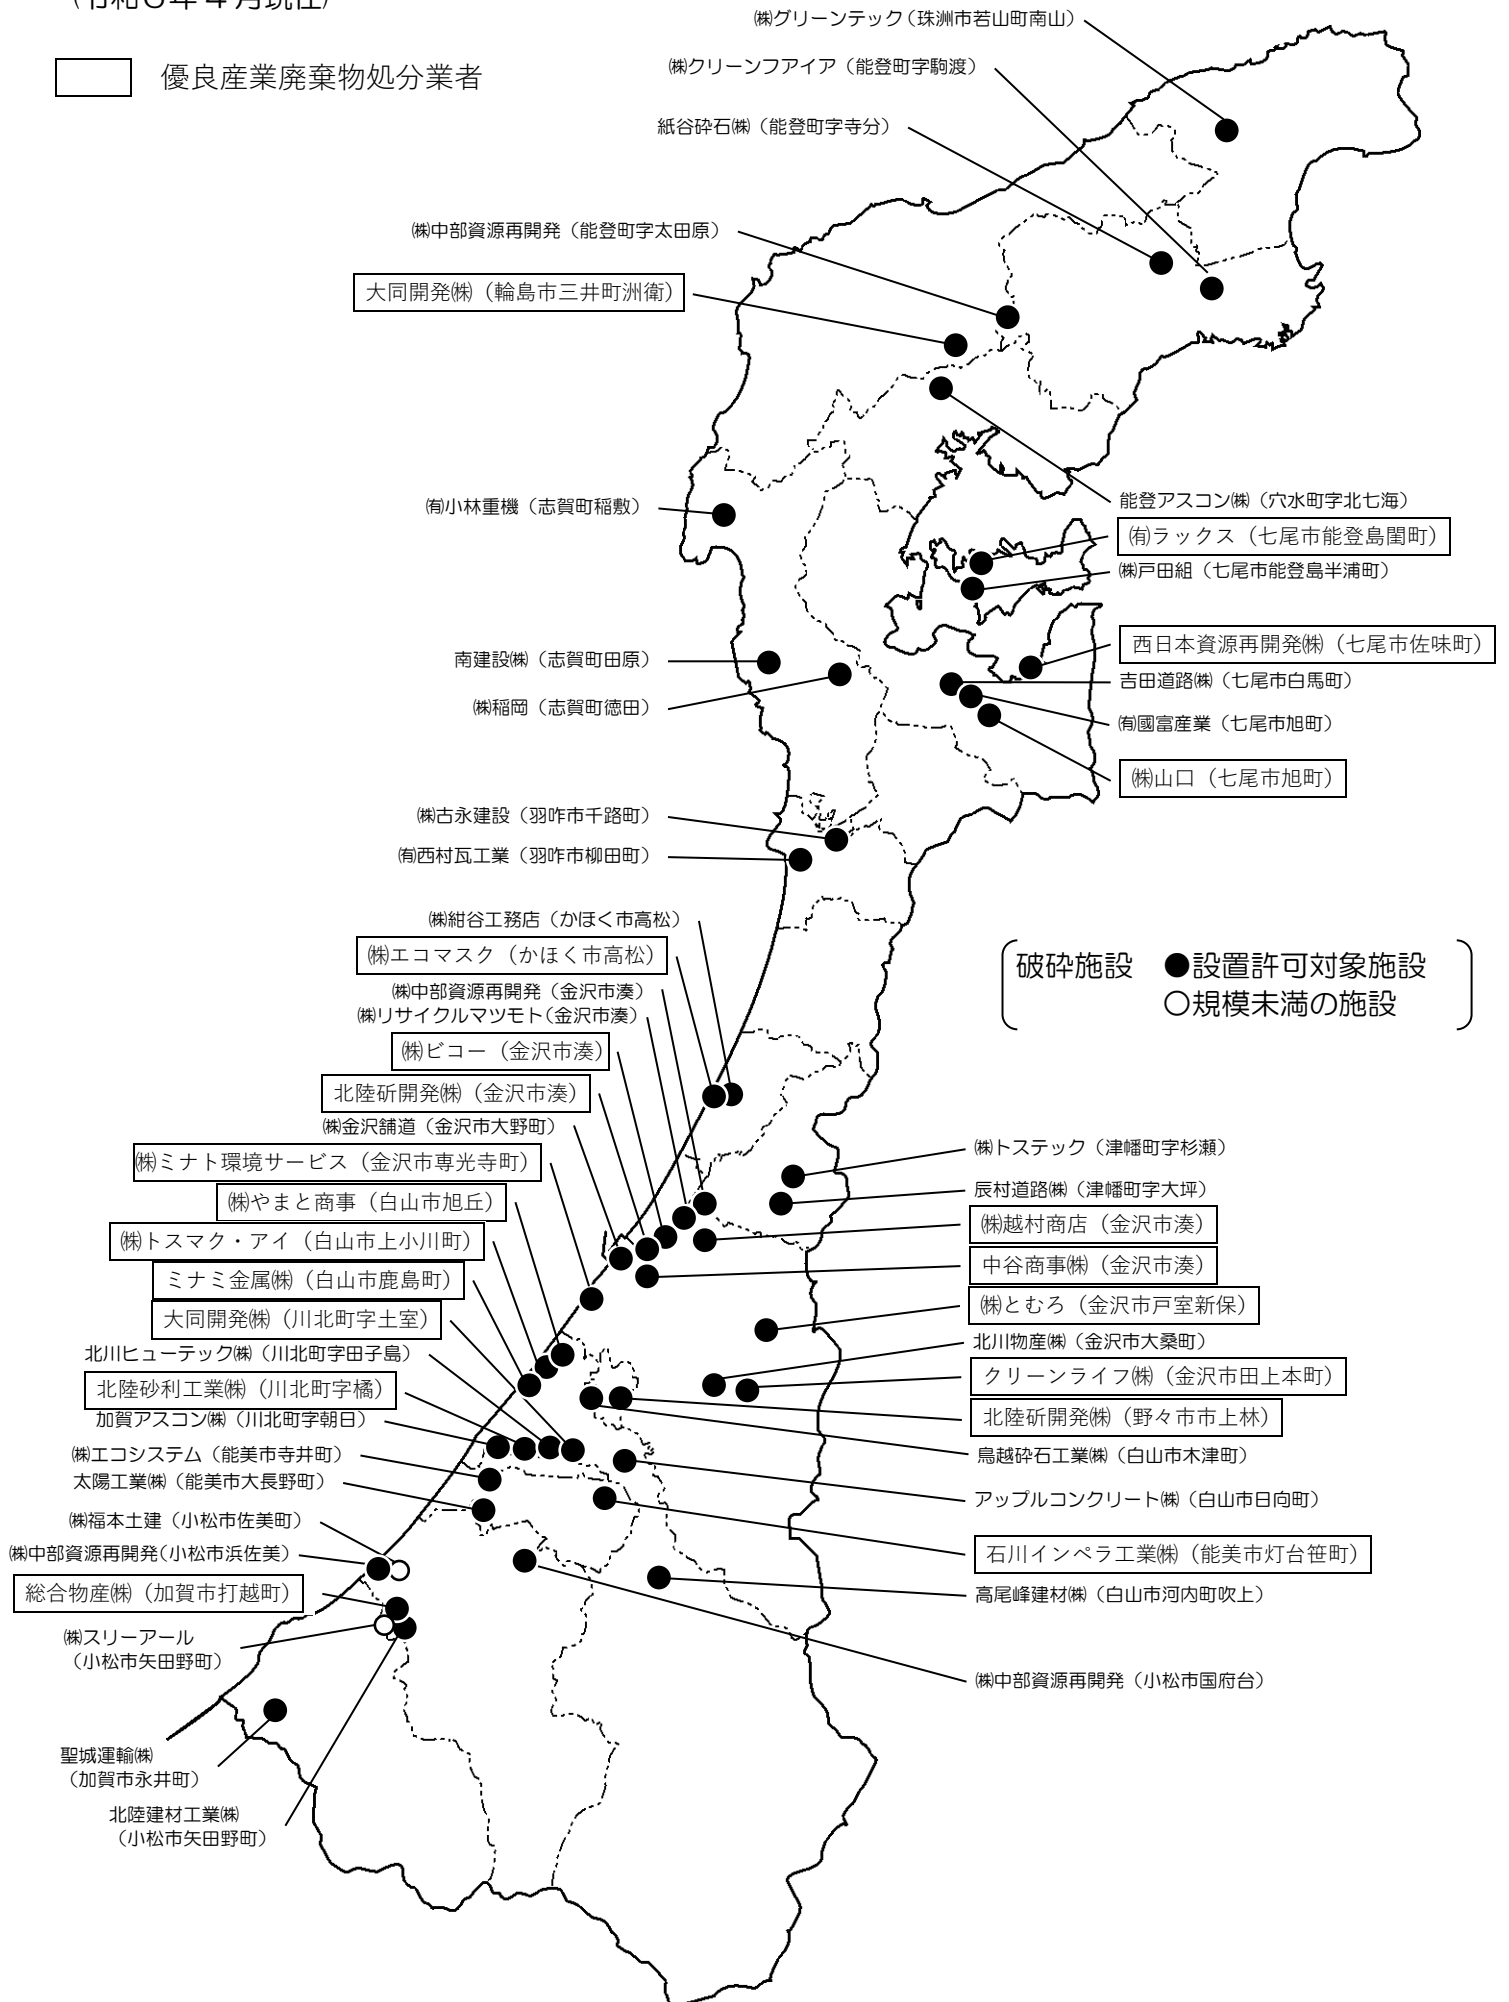 優良産業廃棄物処分業者
㈱グリーンテック（珠洲市若山町南山）
㈱クリーンフアイア（能登町字駒渡）
紙谷砕石㈱（能登町字寺分）
㈱中部資源再開発（能登町字太田原）
大同開発㈱（輪島市三井町洲衛）
能登アスコン㈱（穴水町字北七海）
㈲小林重機（志賀町稲敷）
㈲ラックス（七尾市能登島閨町）
㈱戸田組（七尾市能登島半浦町）
西日本資源再開発㈱（七尾市佐味町）
南建設㈱（志賀町田原）
吉田道路㈱（七尾市白馬町）
㈱稲岡（志賀町徳田）
㈲國富産業（七尾市旭町）
㈱山口（七尾市旭町）
㈱古永建設（羽咋市千路町）
㈲西村瓦工業（羽咋市柳田町）
㈱紺谷工務店（かほく市高松）
㈱エコマスク（かほく市高松）
破砕施設　●設置許可対象施設
○規模未満の施設
㈱中部資源再開発（金沢市湊）
㈱リサイクルマツモト（金沢市湊）
㈱ビコー（金沢市湊）
北陸斫開発㈱（金沢市湊）
㈱金沢舗道（金沢市大野町）
㈱ミナト環境サービス（金沢市専光寺町）
㈱やまと商事（白山市旭丘）
㈱トスマク・アイ（白山市上小川町）
ミナミ金属㈱（白山市鹿島町）
大同開発㈱（川北町字土室）
北川ヒューテック㈱（川北町字田子島）
北陸砂利工業㈱（川北町字橘）
加賀アスコン㈱（川北町字朝日）
㈱エコシステム（能美市寺井町）
太陽工業㈱（能美市大長野町）
㈱福本土建（小松市佐美町）
㈱中部資源再開発（小松市浜佐美）
総合物産㈱（加賀市打越町）
㈱スリーアール
（小松市矢田野町）
聖城運輸㈱
（加賀市永井町）
北陸建材工業㈱
（小松市矢田野町）
㈱トステック（津幡町字杉瀬）
辰村道路㈱（津幡町字大坪）
㈱越村商店（金沢市湊）
中谷商事㈱（金沢市湊）
㈱とむろ（金沢市戸室新保）
北川物産㈱（金沢市大桑町）
クリーンライフ㈱（金沢市田上本町）
北陸斫開発㈱（野々市市上林）
鳥越砕石工業㈱（白山市木津町）
アップルコンクリート㈱（白山市日向町）
石川インペラ工業㈱（能美市灯台笹町）
高尾峰建材㈱（白山市河内町吹上）
㈱中部資源再開発（小松市国府台）